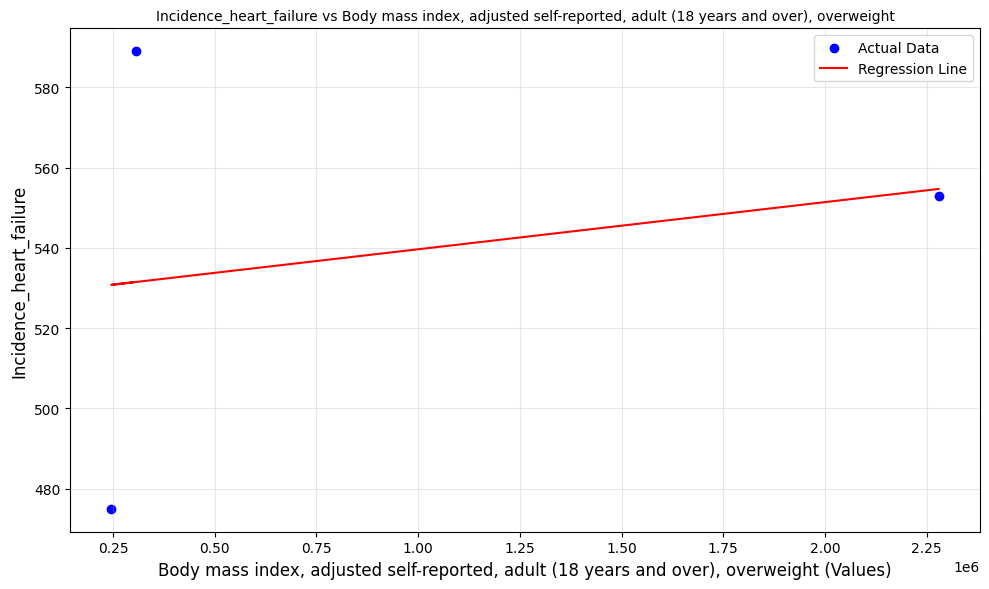 Incidence_heart_failure vs Body mass index, adjusted self-reported, adult (18 years and over), overweight
Actual Data
Regression Line
Incidence_heart_failure
580
560
540
520
500
480
0.25 0.50 0.75 1.00 1.25 1.50 1.75 2.00 2.25
1e6
Body mass index, adjusted self-reported, adult (18 years and over), overweight (Values)